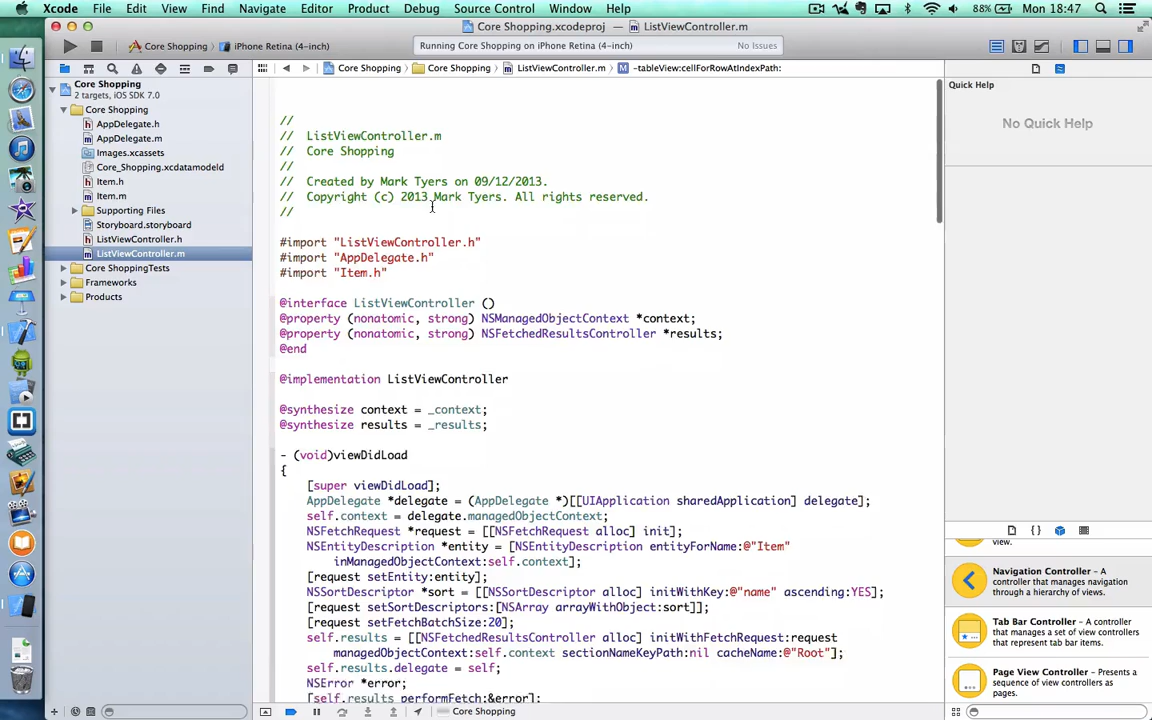 Xcode File Edit View Find Navigate Editor Product Debug Source Control Window Help 88% Mon 18:47
Core Shopping.xcodeproj — ListViewController.m
Core Shopping iPhone Retina (4-inch)
Running Core Shopping on iPhone Retina (4-inch) No Issues
Core Shopping Core Shopping ListViewController.m M -tableView:cellForRowAtIndexPath:
Core Shopping
2 targets, iOS SDK 7.0
Core Shopping
AppDelegate.h
AppDelegate.m
Images.xcassets
Core_Shopping.xcdatamodeld
Item.h
Item.m
Supporting Files
Storyboard.storyboard
ListViewController.h
ListViewController.m
Core ShoppingTests
Frameworks
Products
//
// ListViewController.m
// Core Shopping
//
// Created by Mark Tyers on 09/12/2013.
// Copyright (c) 2013 Mark Tyers. All rights reserved.
//
#import "ListViewController.h"
#import "AppDelegate.h"
#import "Item.h"
@interface ListViewController ()
@property (nonatomic, strong) NSManagedObjectContext *context;
@property (nonatomic, strong) NSFetchedResultsController *results;
@end
@implementation ListViewController
@synthesize context = _context;
@synthesize results = _results;
- (void)viewDidLoad
{
[super viewDidLoad];
AppDelegate *delegate = (AppDelegate *)[[UIApplication sharedApplication] delegate];
self.context = delegate.managedObjectContext;
NSFetchRequest *request = [[NSFetchRequest alloc] init];
NSEntityDescription *entity = [NSEntityDescription entityForName:@"Item"
inManagedObjectContext:self.context];
[request setEntity:entity];
NSSortDescriptor *sort = [[NSSortDescriptor alloc] initWithKey:@"name" ascending:YES];
[request setSortDescriptors:[NSArray arrayWithObject:sort]];
[request setFetchBatchSize:20];
self.results = [[NSFetchedResultsController alloc] initWithFetchRequest:request
managedObjectContext:self.context sectionNameKeyPath:nil cacheName:@"Root"];
self.results.delegate = self;
NSError *error;
[self.results performFetch:&error];
Core Shopping
Quick Help
No Quick Help
view.
Navigation Controller – A
controller that manages navigation
through a hierarchy of views.
Tab Bar Controller – A controller
that manages a set of view controllers
that represent tab bar items.
Page View Controller – Presents a
sequence of view controllers as
pages.